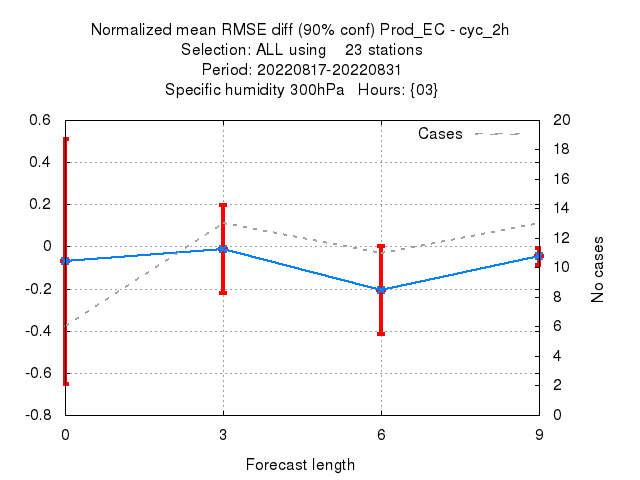 Normalized mean RMSE diff (90% conf) Prod_EC - cyc_2h
Selection: ALL using    23 stations
Period: 20220817-20220831
Specific humidity 300hPa   Hours: {03}
Cases
0.6
0.4
0.2
0
-0.2
-0.4
-0.6
-0.8
20
18
16
14
12
10
8
6
4
2
0
No cases
0 3 6 9
Forecast length